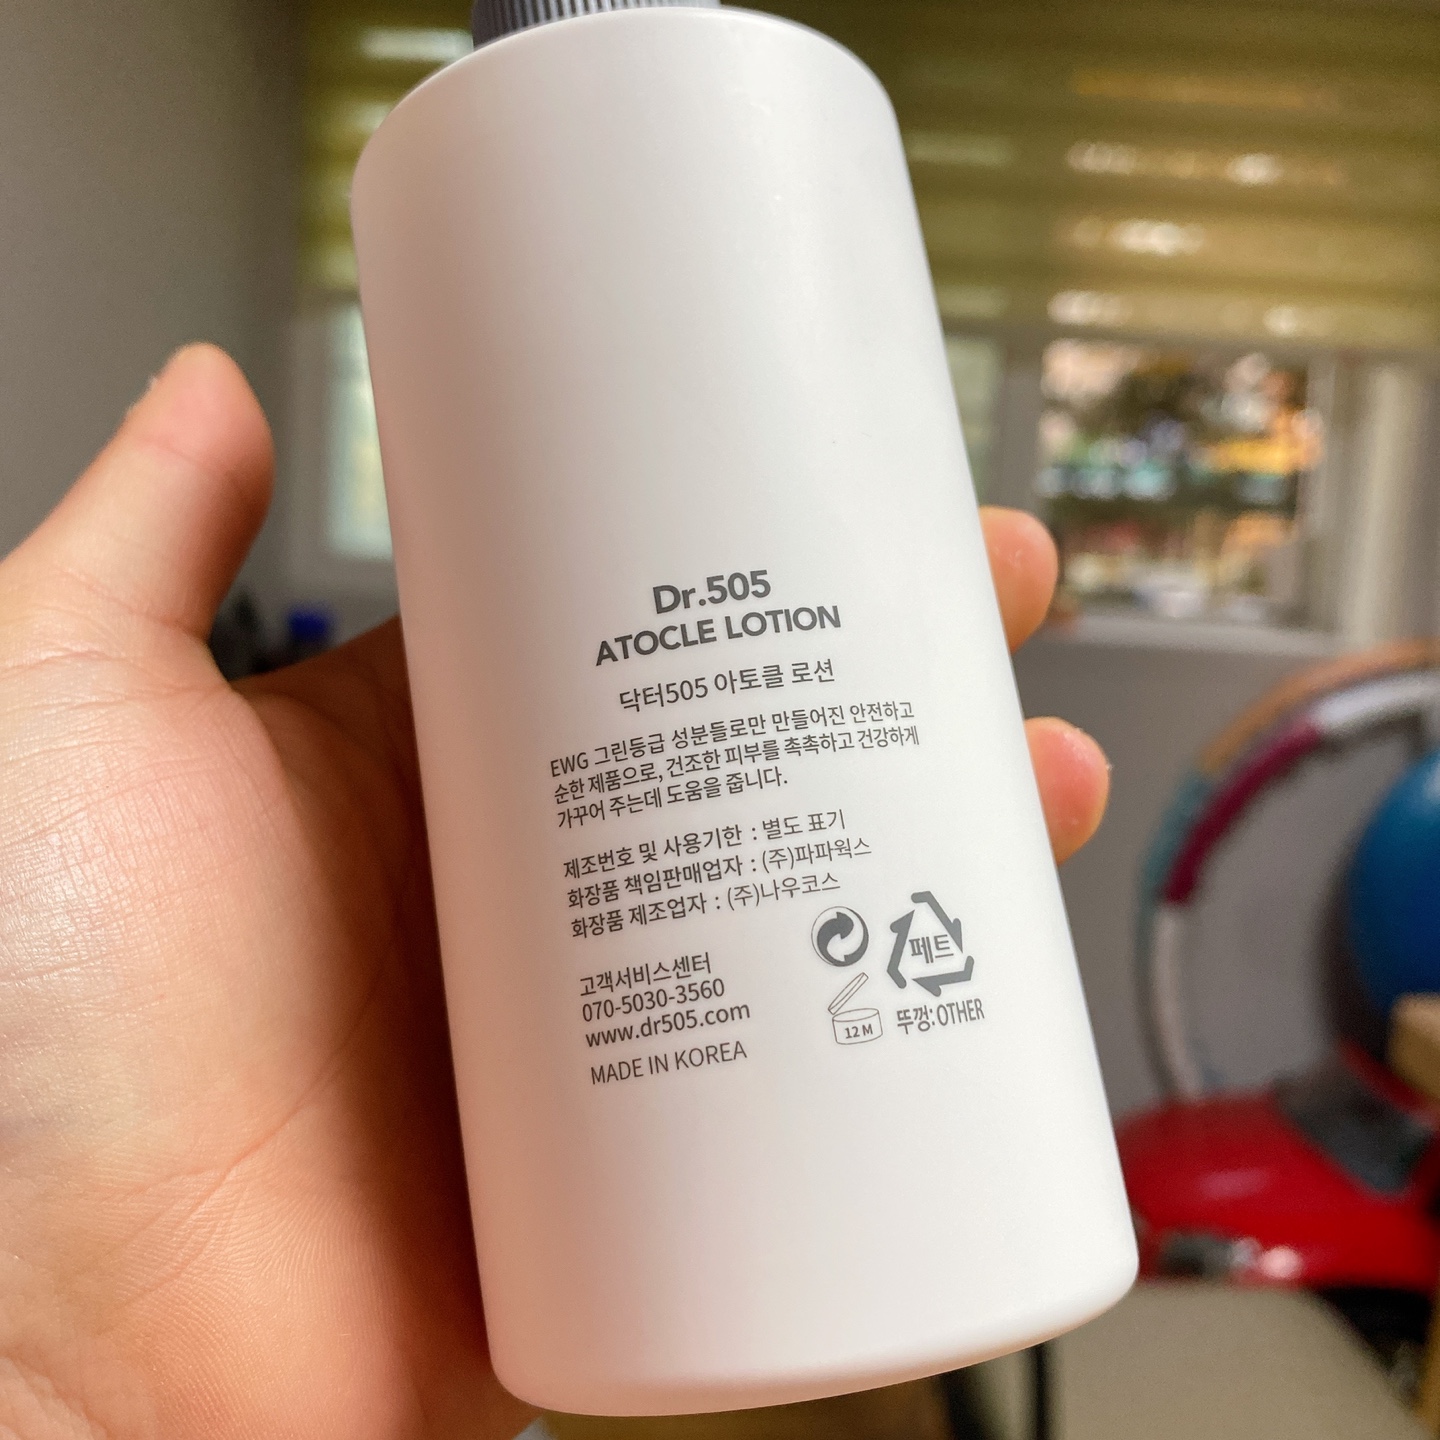 Dr.505
ATOCLE LOTION
닥터505 아토클 로션
EWG 그린등급 성분들로만 만들어진 안전하고
순한 제품으로, 건조한 피부를 촉촉하고 건강하게
가꾸어 주는데 도움을 줍니다.
제조번호 및 사용기한 : 별도 표기
화장품 책임판매업자 : (주)파파웍스
화장품 제조업자 : (주)나우코스
고객서비스센터
070-5030-3560
www.dr505.com
MADE IN KOREA
페트
12 M
뚜껑:OTHER